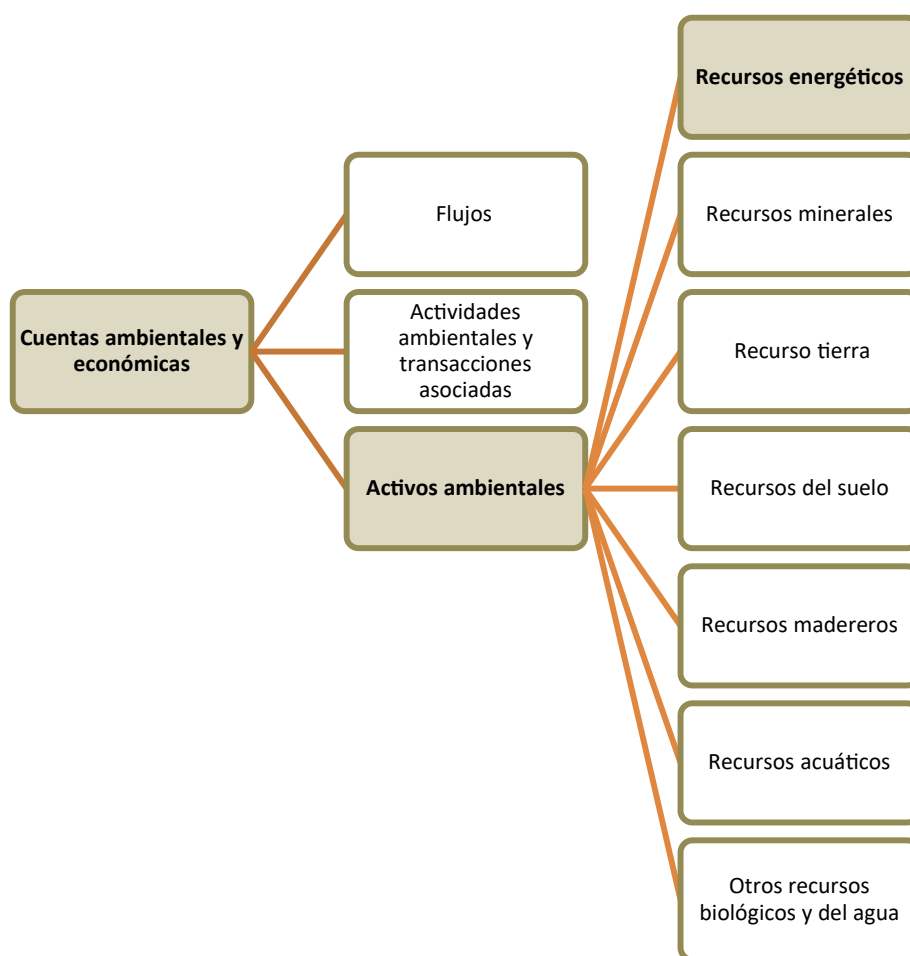 Cuentas ambientales y
económicas
Flujos
Actividades
ambientales y
transacciones
asociadas
Activos ambientales
Recursos energéticos
Recursos minerales
Recurso tierra
Recursos del suelo
Recursos madereros
Recursos acuáticos
Otros recursos
biológicos y del agua